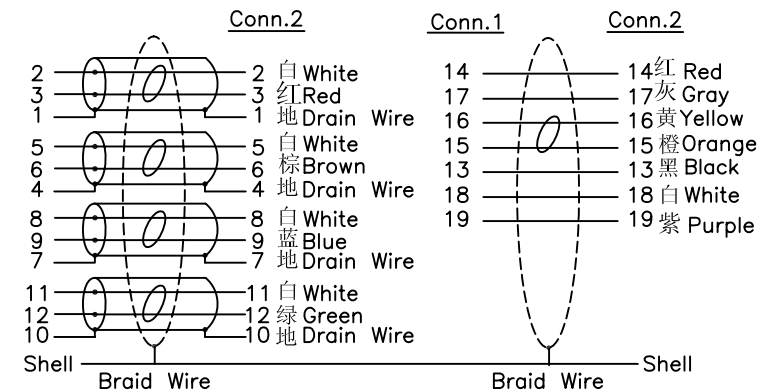 Conn.2
2 2 白 White
3 3 红 Red
1 1 地 Drain Wire
5 5 白 White
6 6 棕 Brown
4 4 地 Drain Wire
8 8 白 White
9 9 蓝 Blue
7 7 地 Drain Wire
11 11 白 White
12 12 绿 Green
10 10 地 Drain Wire
Shell
Braid Wire
Conn.1 Conn.2
14 14 红 Red
17 17 灰 Gray
16 16 黄 Yellow
15 15 橙 Orange
13 13 黑 Black
18 18 白 White
19 19 紫 Purple
Shell
Braid Wire